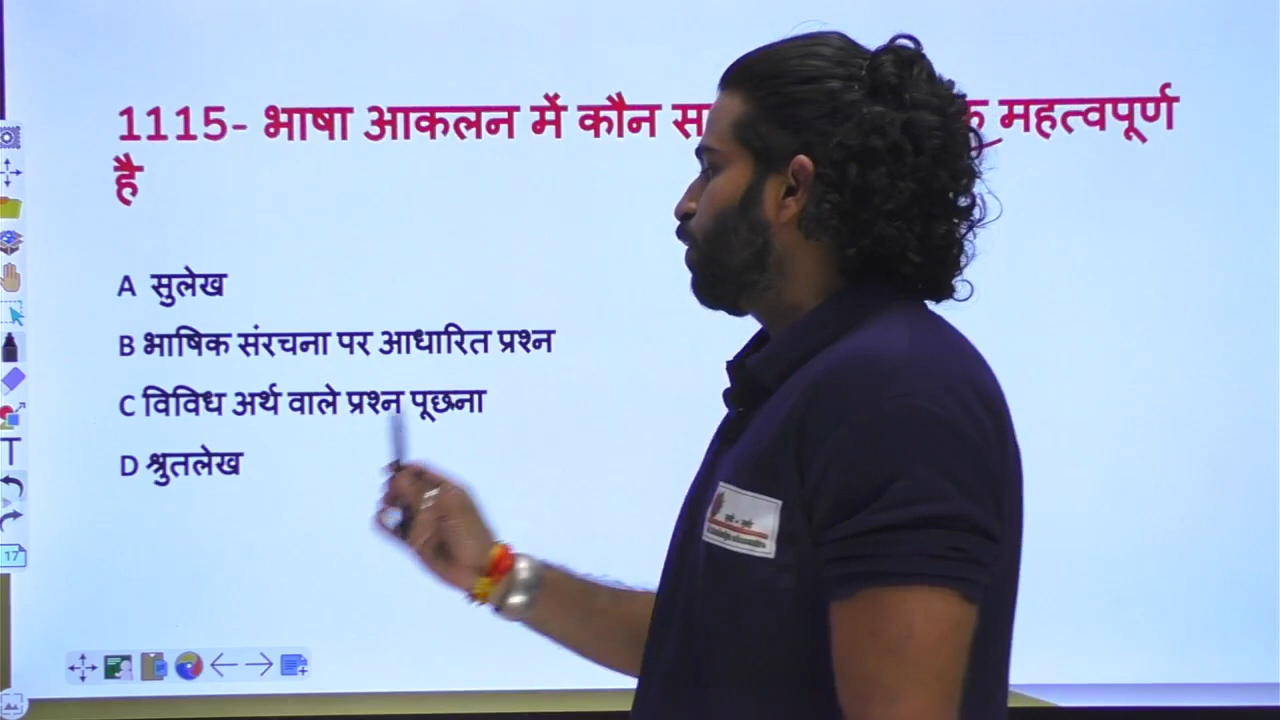 1115- भाषा आकलन में कौन महत्वपूर्ण
है
A सुलेख
B भाषिक संरचना पर आधारित प्रश्न
C विविध अर्थ वाले प्रश्न पूछना
D श्रुतलेख
17